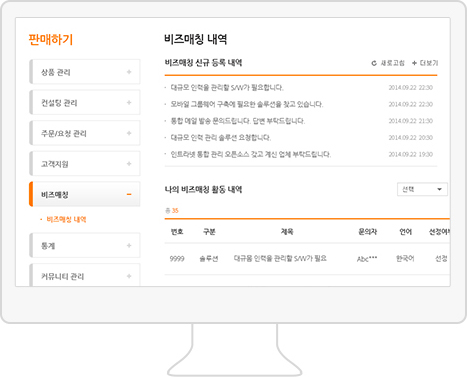 판매하기
상품 관리
컨설팅 관리
주문/요청 관리
고객지원
비즈매칭
비즈매칭 내역
통계
커뮤니티 관리
비즈매칭 내역
비즈매칭 신규 등록 내역 새로고침 더보기
대규모 인력을 관리할 S/W가 필요합니다. 2014.09.22 22:30
모바일 그룹웨어 구축에 필요한 솔루션을 찾고 있습니다. 2014.09.22 22:30
통합 메일 발송 문의드립니다. 답변 부탁드립니다. 2014.09.22 21:30
대규모 인력 관리 솔루션 요청합니다. 2014.09.22 20:30
인트라넷 통합 관리 오픈소스 갖고 계신 업체 부탁드립니다. 2014.09.22 19:30
나의 비즈매칭 활동 내역 선택
총 35
번호 구분 제목 문의자 언어 선정여부
9999 솔루션 대규몸 인력을 관리할 S/W가 필요 Abc*** 한국어 선정